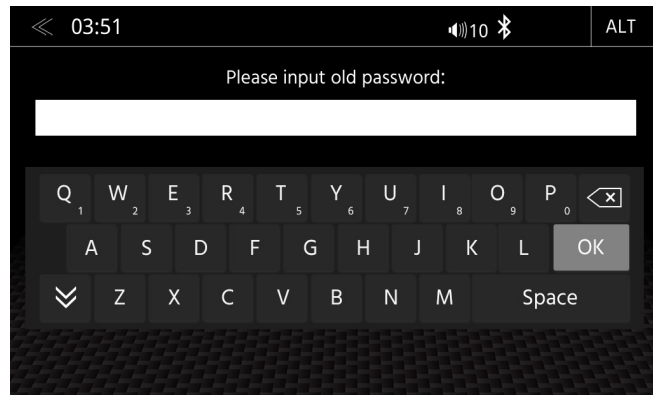 03:51 10 ALT
Please input old password:
Q 1 W 2 E 3 R 4 T 5 Y 6 U 7 I 8 O 9 P 0
A S D F G H J K L OK
Z X C V B N M Space